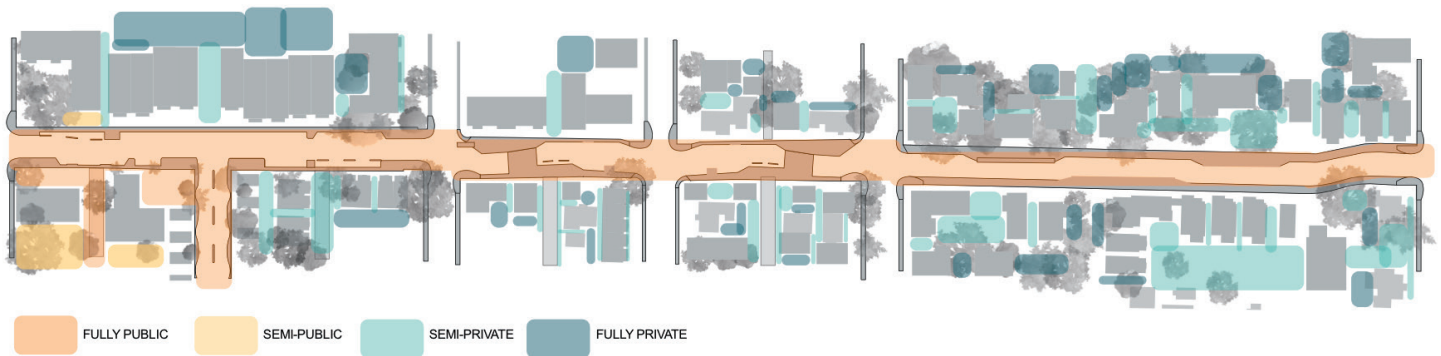 FULLY PUBLIC
SEMI-PUBLIC
SEMI-PRIVATE
FULLY PRIVATE